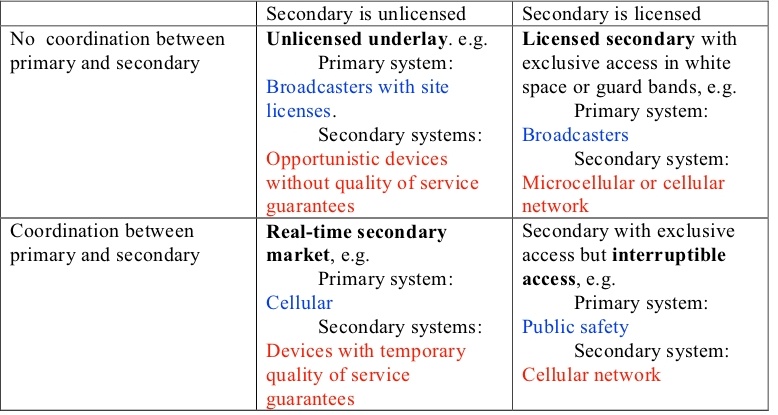 Secondary is unlicensed
Secondary is licensed
No coordination between
primary and secondary
Unlicensed underlay. e.g.
Primary system:
Broadcasters with site
licenses.
Secondary systems:
Opportunistic devices
without quality of service
guarantees
Licensed secondary with
exclusive access in white
space or guard bands, e.g.
Primary system:
Broadcasters
Secondary system:
Microcellular or cellular
network
Coordination between
primary and secondary
Real-time secondary
market, e.g.
Primary system:
Cellular
Secondary systems:
Devices with temporary
quality of service
guarantees
Secondary with exclusive
access but interruptible
access, e.g.
Primary system:
Public safety
Secondary system:
Cellular network